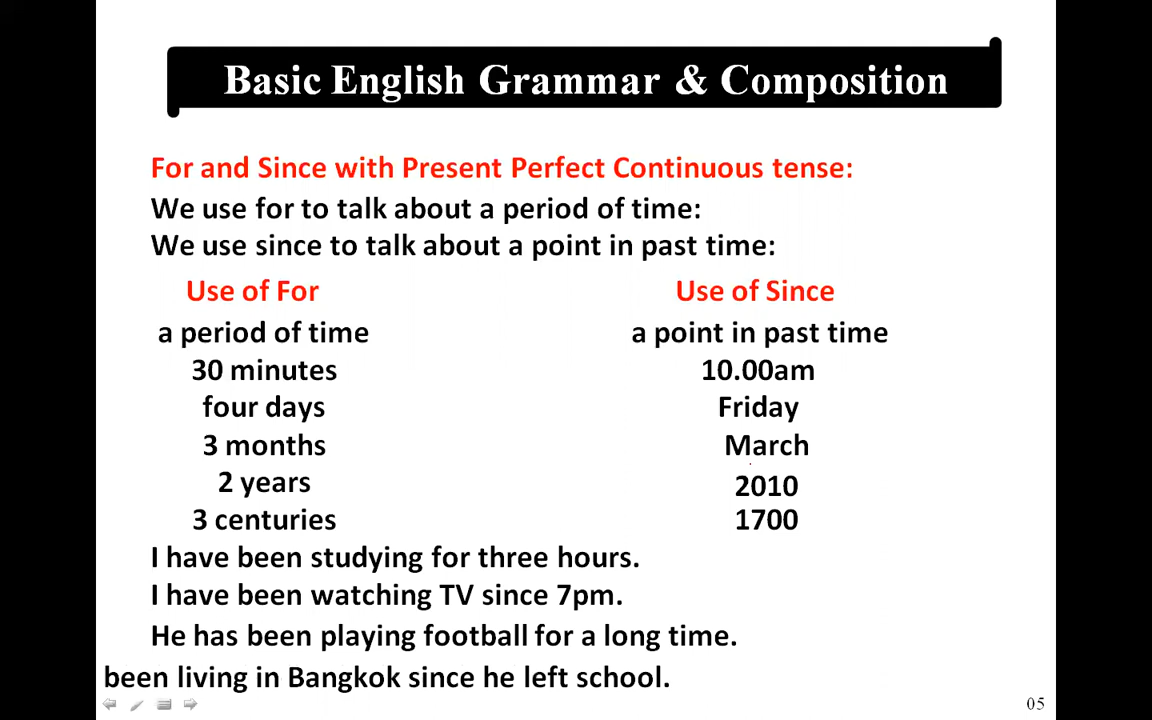 Basic English Grammar & Composition
For and Since with Present Perfect Continuous tense:
We use for to talk about a period of time:
We use since to talk about a point in past time:
Use of For Use of Since
a period of time a point in past time
30 minutes 10.00am
four days Friday
3 months March
2 years 2010
3 centuries 1700
I have been studying for three hours.
I have been watching TV since 7pm.
He has been playing football for a long time.
been living in Bangkok since he left school.
05